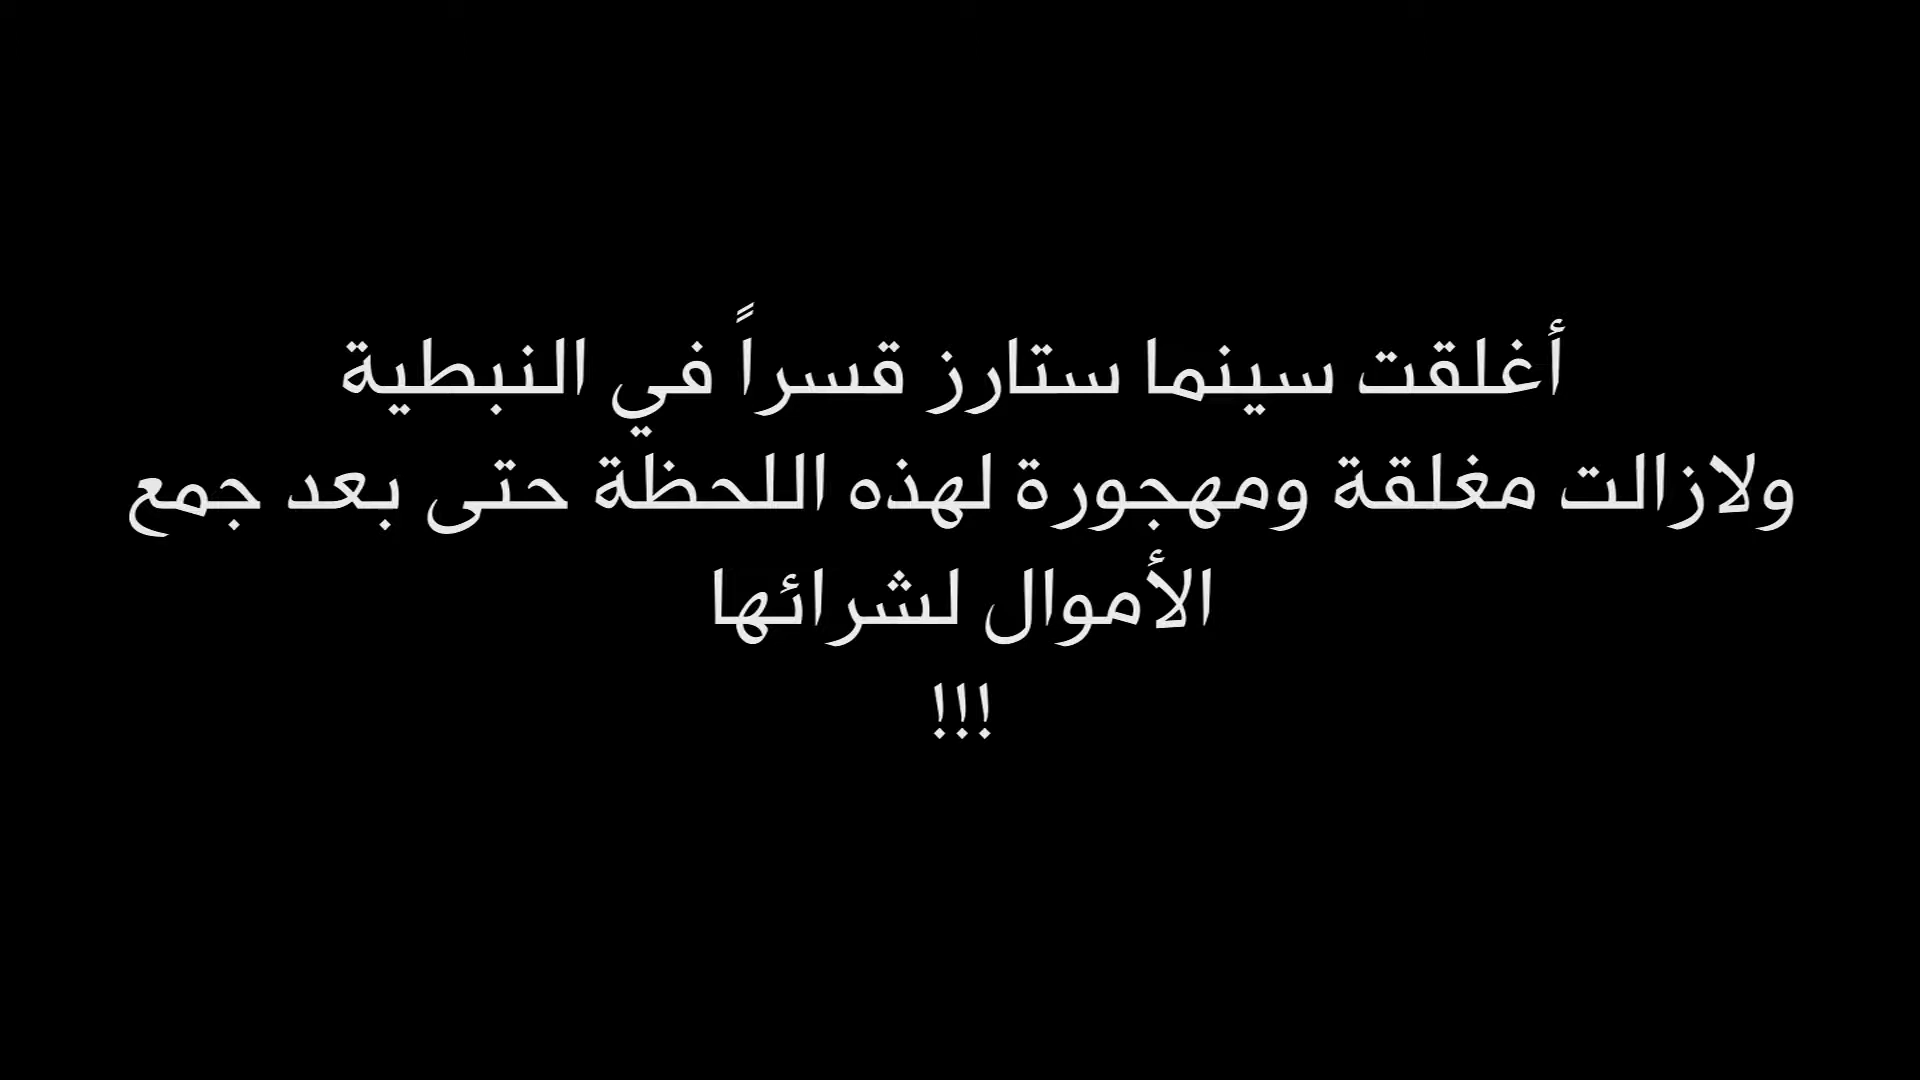 أغلقت سينما ستارز قسراً في النبطية
ولازالت مغلقة ومهجورة لهذه اللحظة حتى بعد جمع
الأموال لشرائها
!!!